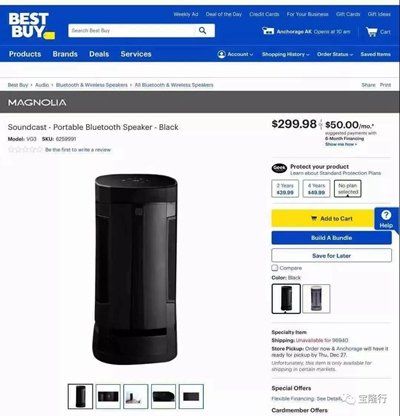 BEST
BUY
Weekly Ad
Deal of the Day
Credit Cards
For Your Business
Gift Cards
Gift Ideas
Search Best Buy
Anchorage AK
Opens at 10 am
Cart
Products
Brands
Deals
Services
Account
Shopping History
Order Status
Saved Items
Best Buy
Audio
Bluetooth & Wireless Speakers
All Bluetooth & Wireless Speakers
Share
Print
MAGNOLIA
Soundcast - Portable Bluetooth Speaker - Black
Model: VG3 SKU: 6259991
Be the first to write a review
$299.98
$50.00/mo.*
suggested payments with
6-Month Financing
Show me how
Geek
Protect your product
Learn about Standard Protection Plans
2 Years
$39.99
4 Years
$49.99
No plan
selected
Add to Cart
?
Help
Build A Bundle
Save for Later
Compare
Color: Black
Specialty Item
Shipping: Unavailable for 96940
Store Pickup: Order now & Anchorage will have it
ready for pickup by Thu, Dec 27.
Unfortunately, this item is only available for
shipping in certain markets.
Special Offers
Flexible Financing. See Details
Cardmember Offers
宝隆行